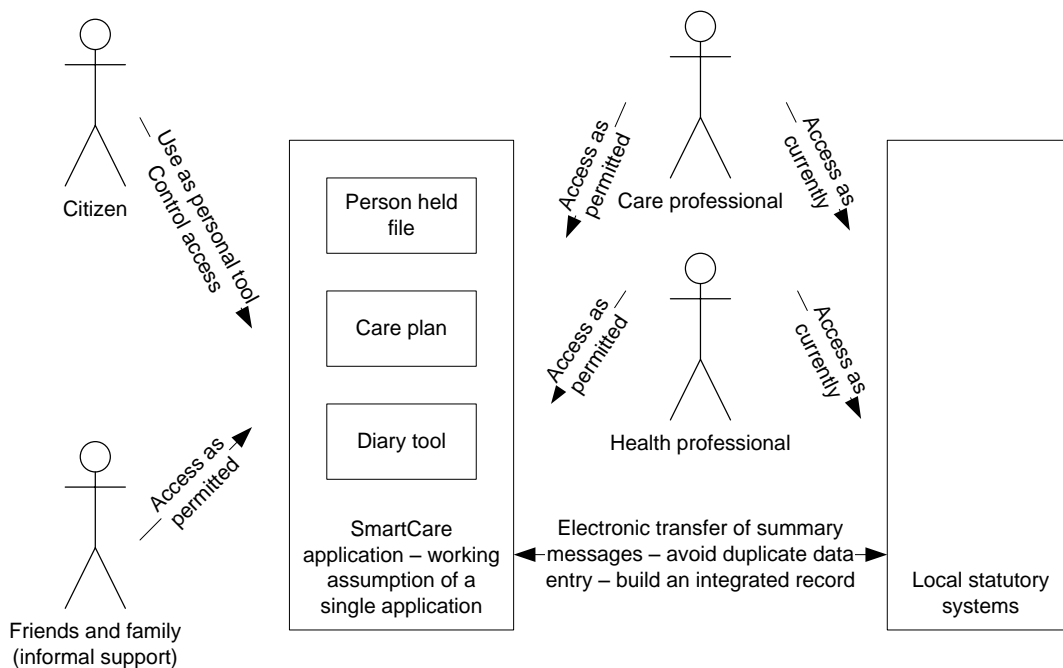 Citizen
Use as personal tool
Control access
Friends and family
(informal support)
Access as
permitted
Person held
file
Care plan
Diary tool
SmartCare
application – working
assumption of a
single application
Care professional
Access as
permitted
Access as
currently
Health professional
Access as
permitted
Access as
currently
Electronic transfer of summary
messages – avoid duplicate data
entry – build an integrated record
Local statutory
systems